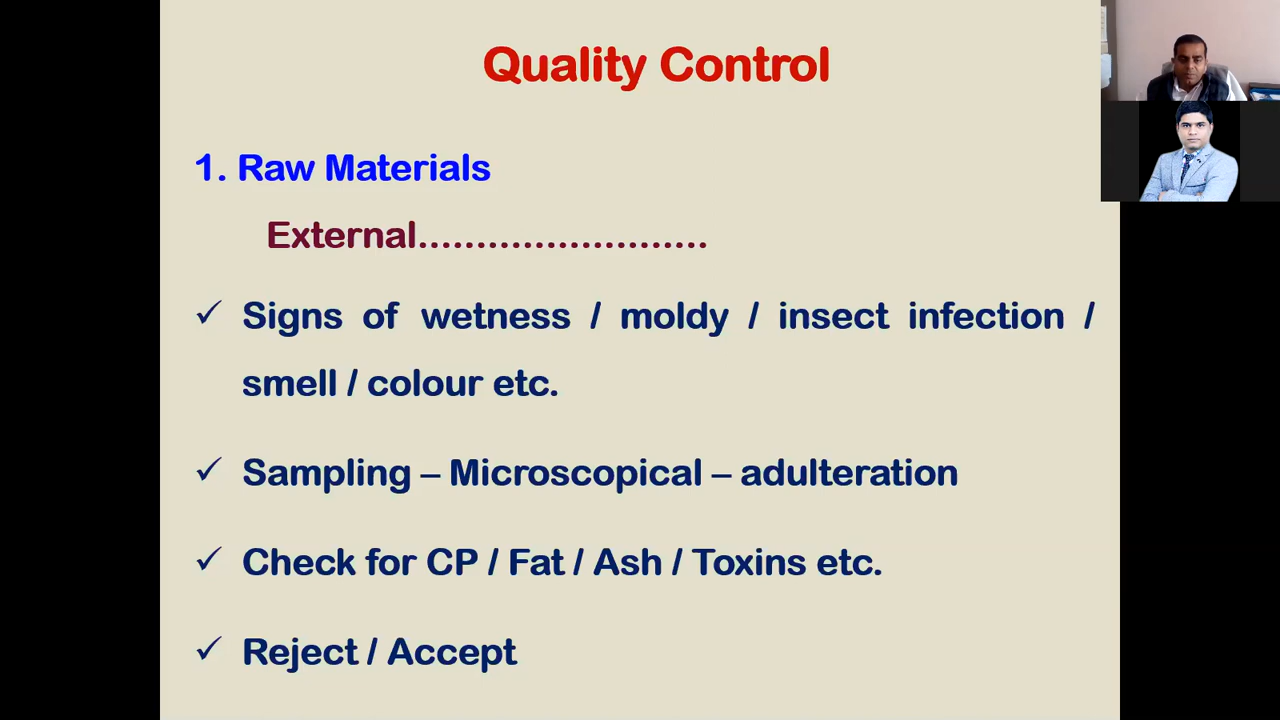 Quality Control
1. Raw Materials
External.........................
✓ Signs of wetness / moldy / insect infection /
smell / colour etc.
✓ Sampling – Microscopical – adulteration
✓ Check for CP / Fat / Ash / Toxins etc.
✓ Reject / Accept